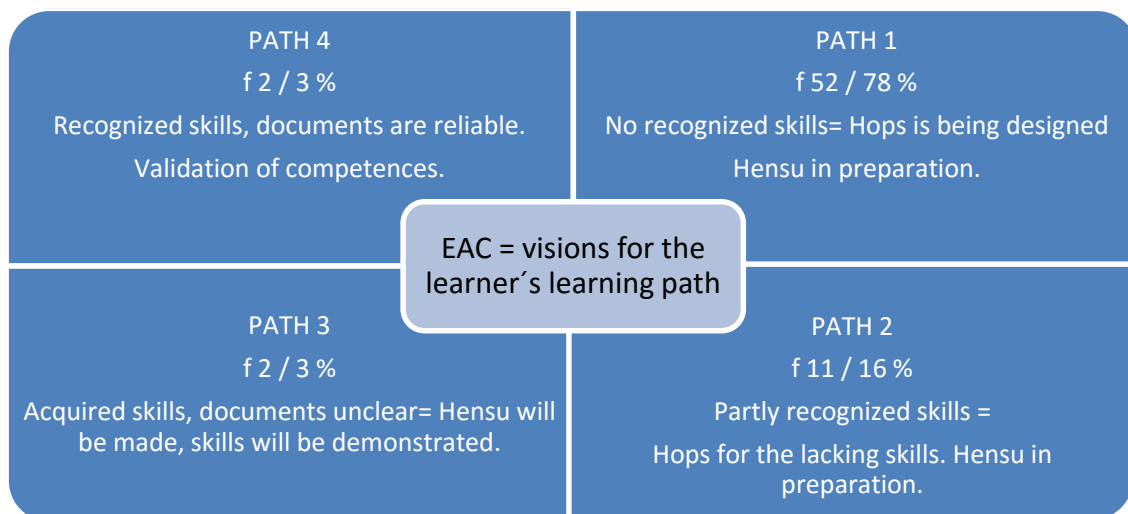 PATH 4
f 2 / 3 %
Recognized skills, documents are reliable.
Validation of competences.
PATH 1
f 52 / 78 %
No recognized skills= Hops is being designed
Hensu in preparation.
EAC = visions for the
learner´s learning path
PATH 3
f 2 / 3 %
Acquired skills, documents unclear= Hensu will
be made, skills will be demonstrated.
PATH 2
f 11 / 16 %
Partly recognized skills =
Hops for the lacking skills. Hensu in
preparation.